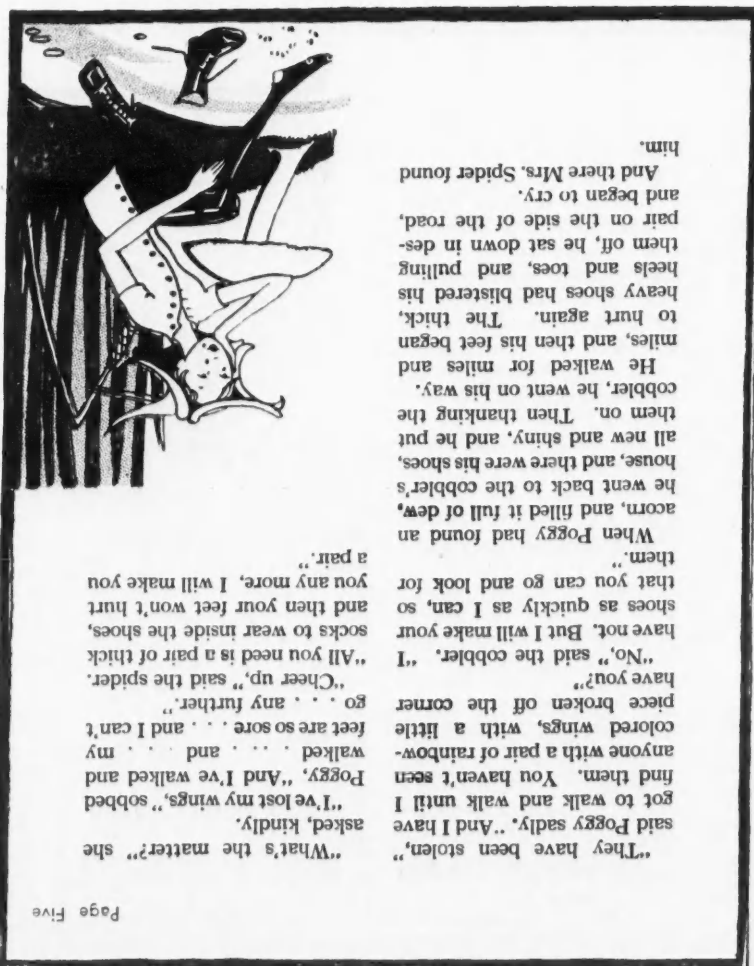 Page Five
"They have been stolen,"
said Poggy sadly. "And I have
got to walk and walk until I
find them. You haven't seen
anyone with a pair of rainbow-
colored wings, with a little
piece broken off the corner
have you?"
"No," said the cobbler. "I
have not. But I will make your
shoes as quickly as I can, so
that you can go and look for
them."
When Poggy had found an
acorn, and filled it full of dew,
he went back to the cobbler's
house, and there were his shoes,
all new and shiny, and he put
them on. Then thanking the
cobbler, he went on his way.
He walked for miles and
miles, and then his feet began
to hurt again. The thick,
heavy shoes had blistered his
heels and toes, and pulling
them off, he sat down in des-
pair on the side of the road,
and began to cry.
And there Mrs. Spider found
him.
"What's the matter?" she
asked, kindly.
"I've lost my wings," sobbed
Poggy, "And I've walked and
walked . . . . and . . . my
feet are so sore . . . and I can't
go . . . any further."
"Cheer up," said the spider.
"All you need is a pair of thick
socks to wear inside the shoes,
and then your feet won't hurt
you any more, I will make you
a pair."